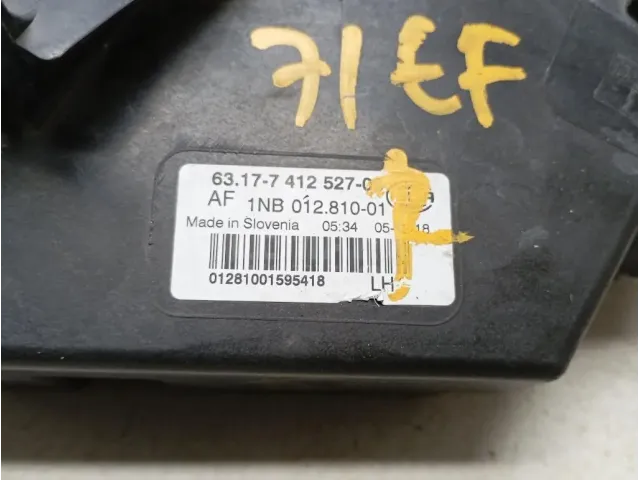 71EF
63.17-7 412 527-0
AF 1NB 012.810-01
Made in Slovenia 05:34
01281001595418 LH